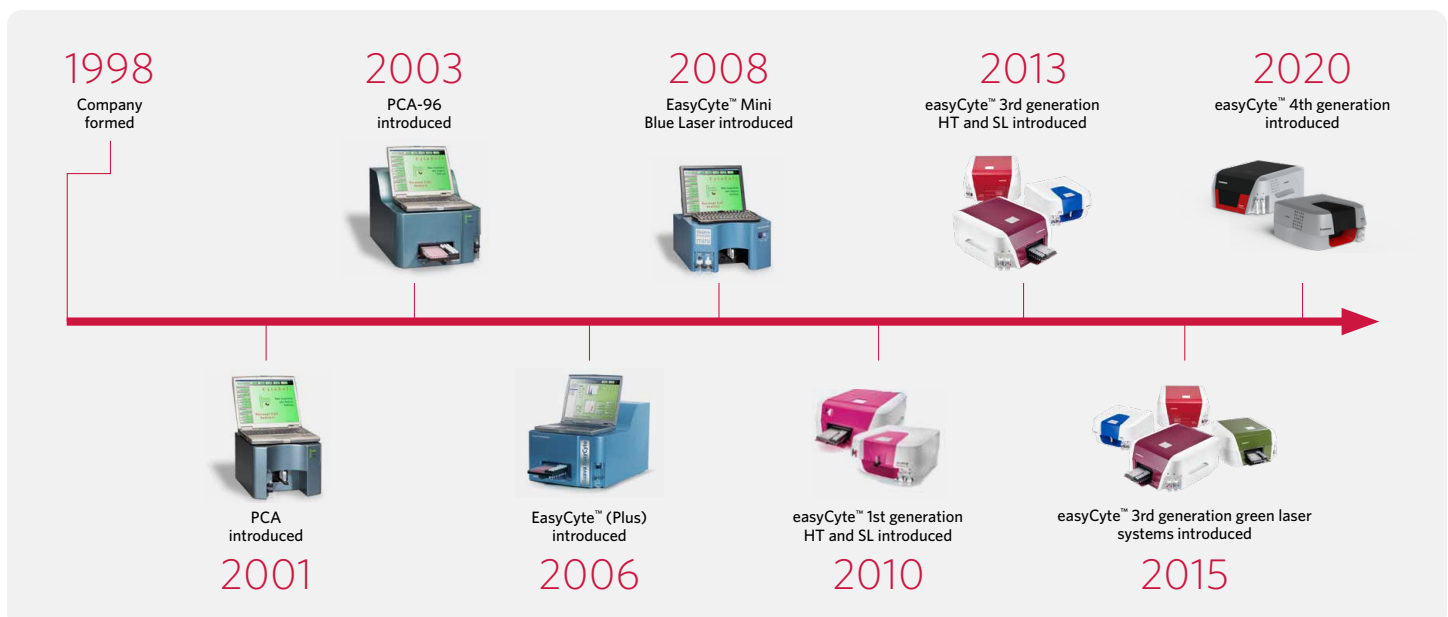 1998
Company
formed
2003
PCA-96
introduced
2008
EasyCyte™ Mini
Blue Laser introduced
2013
easyCyte™ 3rd generation
HT and SL introduced
2020
easyCyte™ 4th generation
introduced
PCA
introduced
2001
EasyCyte™ (Plus)
introduced
2006
easyCyte™ 1st generation
HT and SL introduced
2010
easyCyte™ 3rd generation green laser
systems introduced
2015